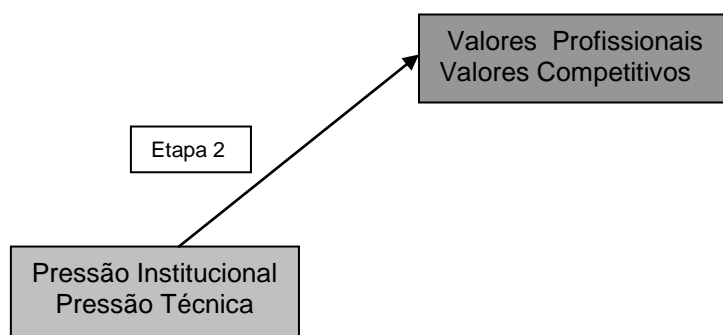 Valores Profissionais
Valores Competitivos
Etapa 2
Pressão Institucional
Pressão Técnica